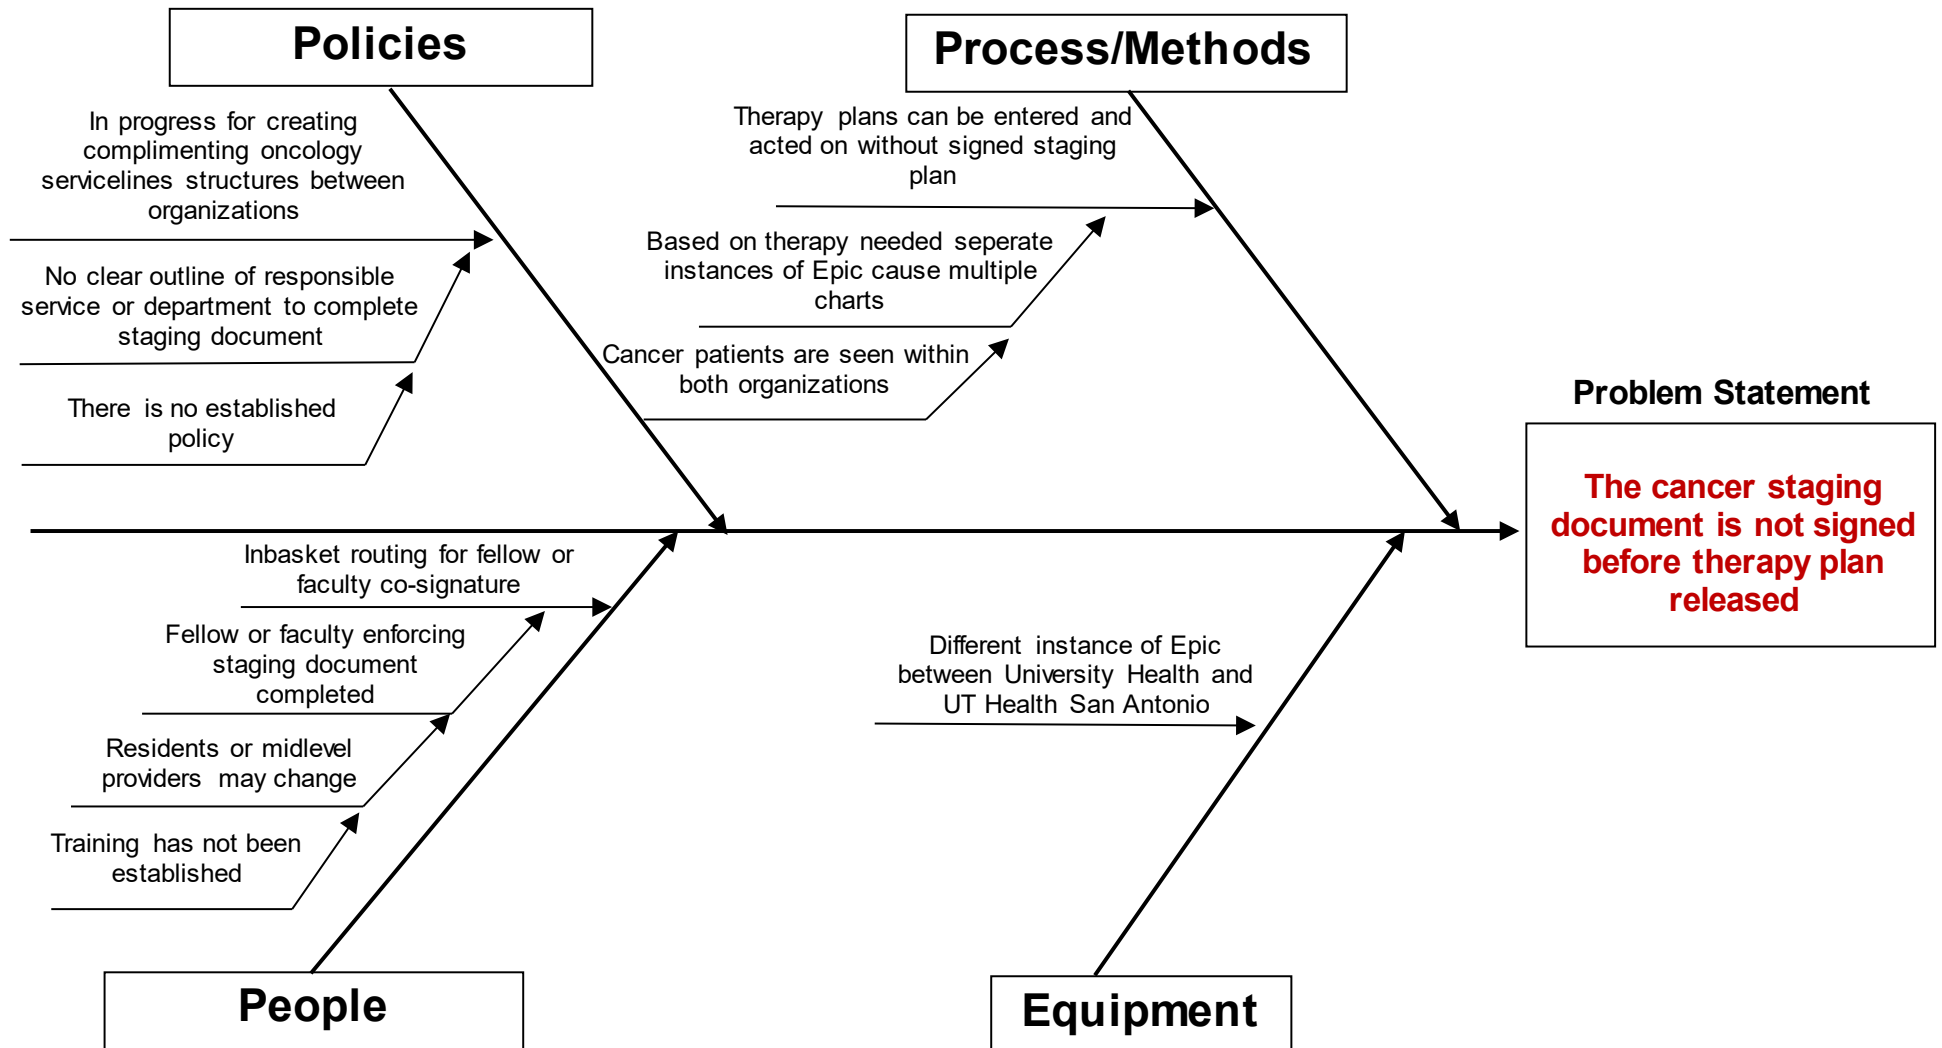 Policies
In progress for creating
complimenting oncology
servicelines structures between
organizations
No clear outline of responsible
service or department to complete
staging document
There is no established
policy
Process/Methods
Therapy plans can be entered and
acted on without signed staging
plan
Based on therapy needed seperate
instances of Epic cause multiple
charts
Cancer patients are seen within
both organizations
Problem Statement
The cancer staging
document is not signed
before therapy plan
released
Inbasket routing for fellow or
faculty co-signature
Fellow or faculty enforcing
staging document
completed
Residents or midlevel
providers may change
Training has not been
established
People
Different instance of Epic
between University Health and
UT Health San Antonio
Equipment